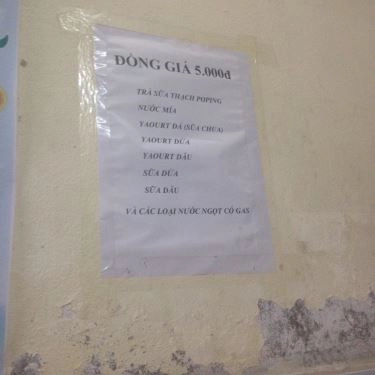 ĐỒNG GIÁ 5.000đ
TRÀ SỮA THẠCH POPING
NƯỚC MÍA
YAOURT ĐÁ (SỮA CHUA)
YAOURT DỪA
YAOURT DÂU
SỮA DỪA
SỮA DÂU
VÀ CÁC LOẠI NƯỚC NGỌT CÓ GAS